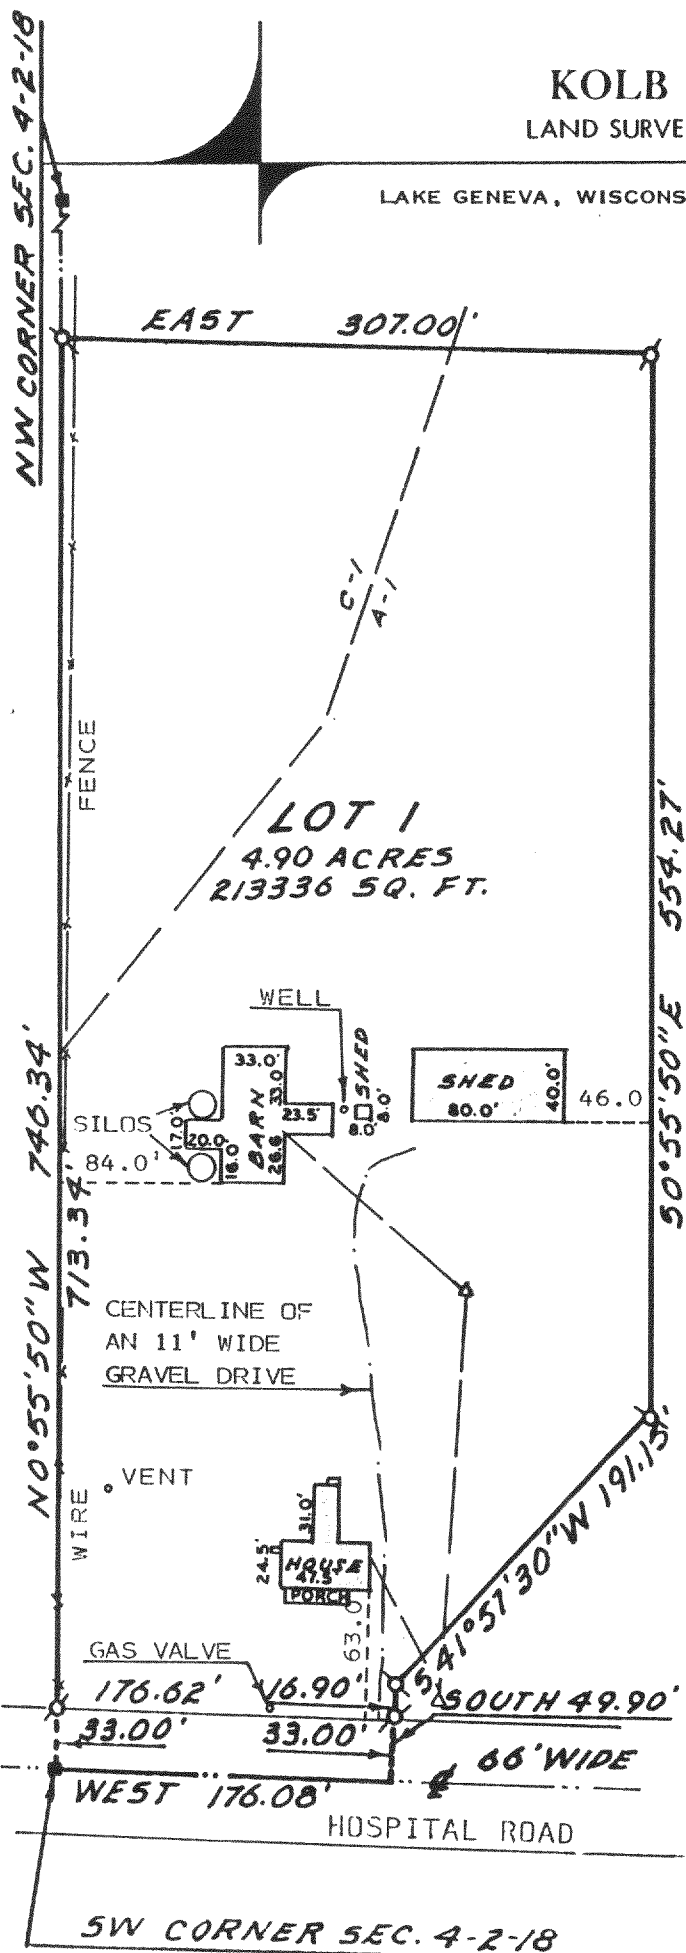 NW CORNER SEC. 4-2-18
KOLB
LAND SURVE
LAKE GENEVA, WISCONS
EAST 307.00'
C-1
A-1
FENCE
LOT 1
4.90 ACRES
213336 SQ. FT.
554.27'
S0°55'50"E
WELL
SHED
8.0'
8.0'
SHED
80.0'
40.0'
46.0
33.0'
33.0'
BARN
23.5'
26.6
16.0'
20.0'
17.0'
SILOS
84.0'
N0°55'50"W 746.34'
713.34'
CENTERLINE OF
AN 11' WIDE
GRAVEL DRIVE
VENT
WIRE
31.0'
24.5'
HOUSE
47.5'
PORCH
63.0
S41°57'30"W 191.15'
GAS VALVE
176.62' 16.90'
SOUTH 49.90'
33.00' 33.00'
66' WIDE
WEST 176.08'
HOSPITAL ROAD
SW CORNER SEC. 4-2-18